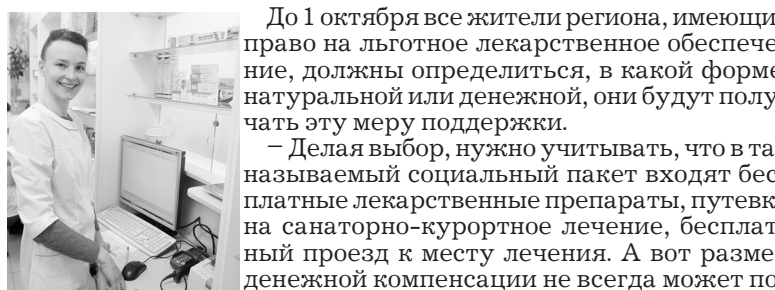 До 1 октября все жители региона, имеющи
право на льготное лекарственное обеспече
ние, должны определиться, в какой форме
натуральной или денежной, они будут полу
чать эту меру поддержки.
– Делая выбор, нужно учитывать, что в та
называемый социальный пакет входят бес
платные лекарственные препараты, путевк
на санаторно-курортное лечение, бесплат
ный проезд к месту лечения. А вот разме
денежной компенсации не всегда может по